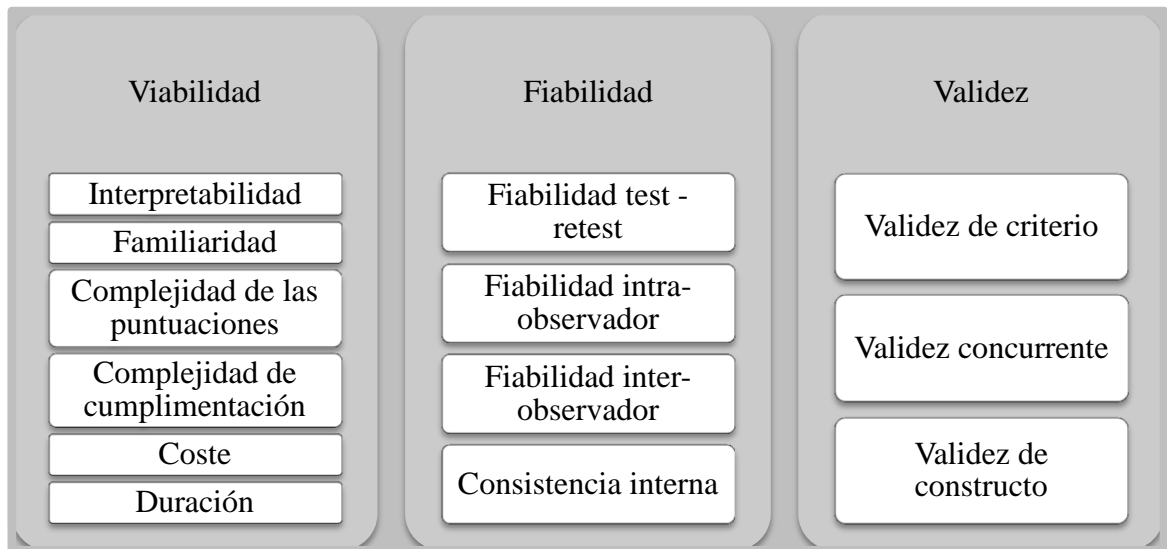 Viabilidad
Interpretabilidad
Familiaridad
Complejidad de las
puntuaciones
Complejidad de
cumplimentación
Coste
Duración
Fiabilidad
Fiabilidad test -
retest
Fiabilidad intra-
observador
Fiabilidad inter-
observador
Consistencia interna
Validez
Validez de criterio
Validez concurrente
Validez de
constructo